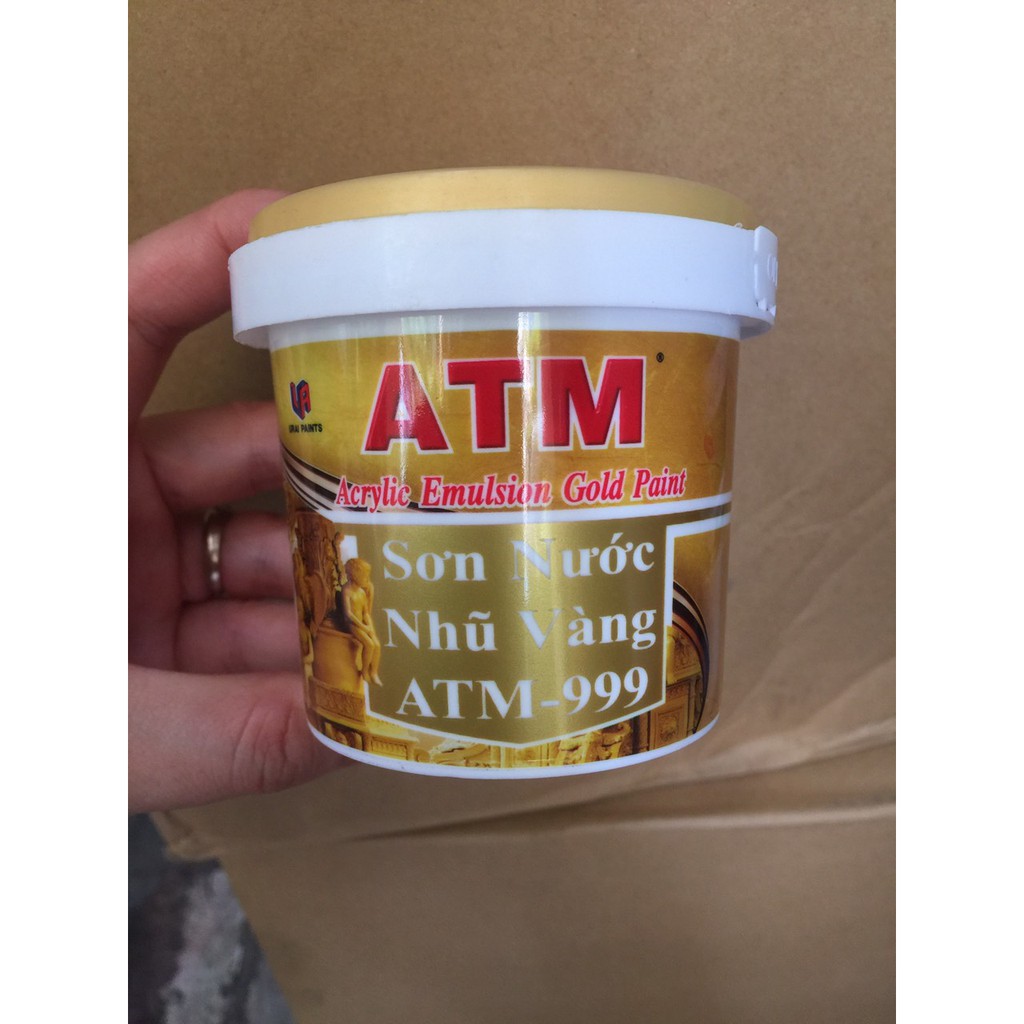 ATM®
Acrylic Emulsion Gold Paint
Sơn Nước
Nhũ Vàng
ATM-999